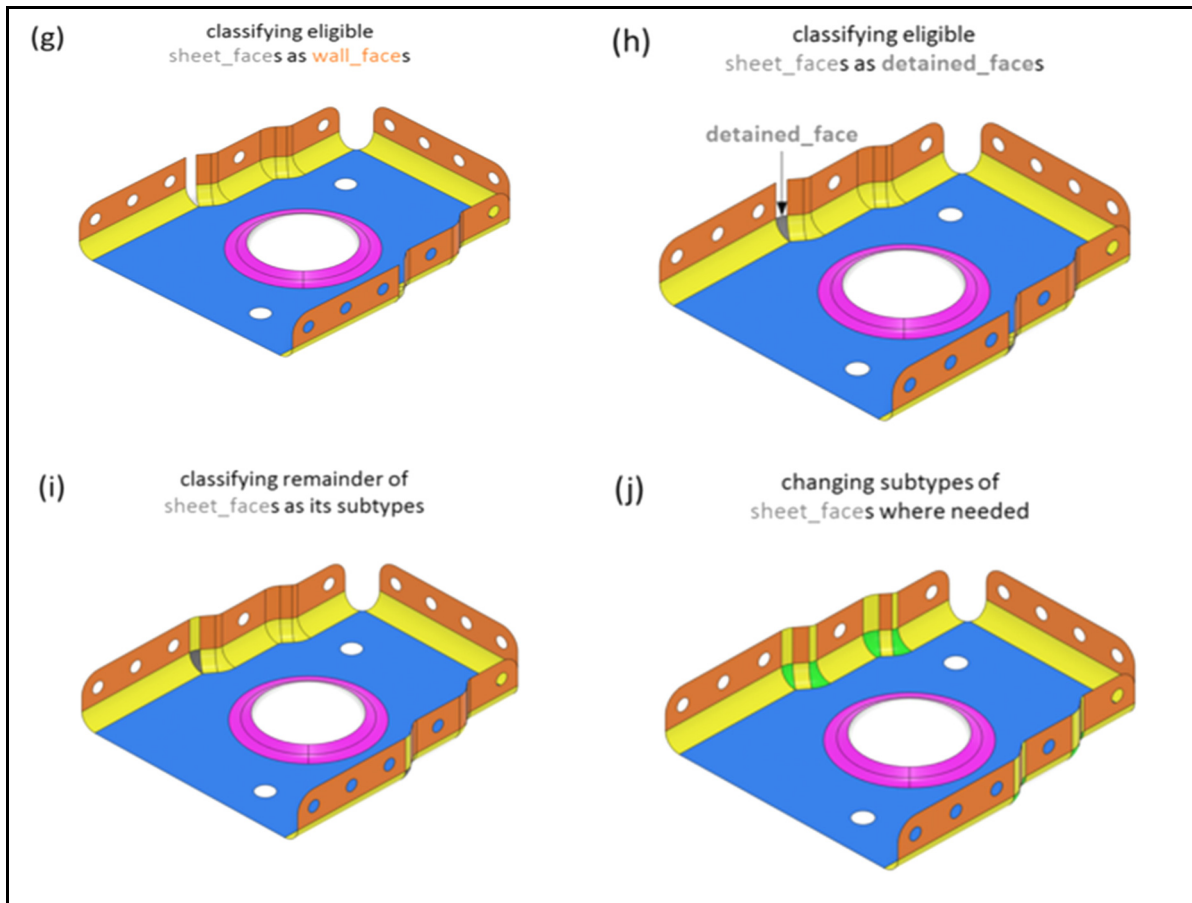 (g)
classifying eligible
sheet_faces as wall_faces
(h)
classifying eligible
sheet_faces as detained_faces
detained_face
(i)
classifying remainder of
sheet_faces as its subtypes
(j)
changing subtypes of
sheet_faces where needed